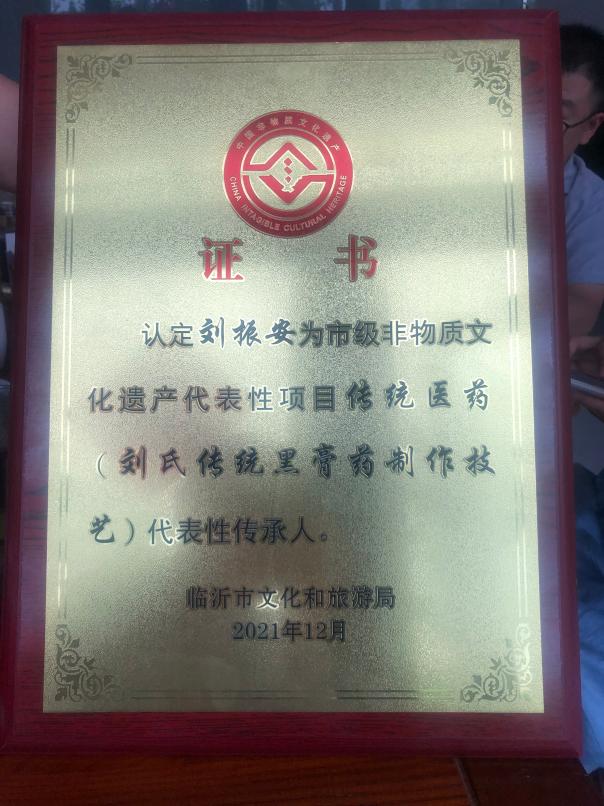 中国非物质文化遗产
CHINA INTAGIBLE CULTURAL HERITAGE
证 书
认定刘振安为市级非物质文
化遗产代表性项目传统医药
（刘氏传统黑膏药制作技
艺）代表性传承人。
临沂市文化和旅游局
2021年12月